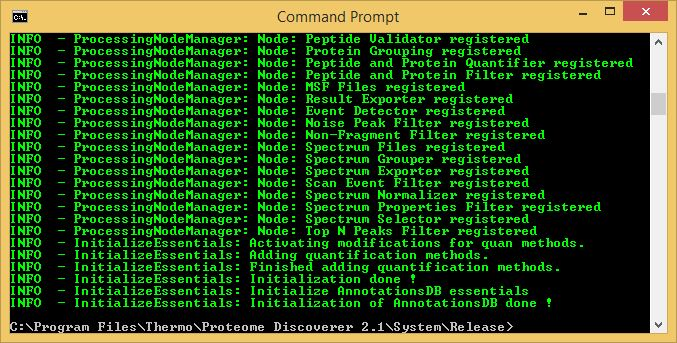 Command Prompt
INFO  - ProcessingNodeManager: Node: Peptide Validator registered
INFO  - ProcessingNodeManager: Node: Protein Grouping registered
INFO  - ProcessingNodeManager: Node: Peptide and Protein Quantifier registered
INFO  - ProcessingNodeManager: Node: Peptide and Protein Filter registered
INFO  - ProcessingNodeManager: Node: MSF Files registered
INFO  - ProcessingNodeManager: Node: Result Exporter registered
INFO  - ProcessingNodeManager: Node: Event Detector registered
INFO  - ProcessingNodeManager: Node: Noise Peak Filter registered
INFO  - ProcessingNodeManager: Node: Non-Fragment Filter registered
INFO  - ProcessingNodeManager: Node: Spectrum Files registered
INFO  - ProcessingNodeManager: Node: Spectrum Grouper registered
INFO  - ProcessingNodeManager: Node: Spectrum Exporter registered
INFO  - ProcessingNodeManager: Node: Scan Event Filter registered
INFO  - ProcessingNodeManager: Node: Spectrum Normalizer registered
INFO  - ProcessingNodeManager: Node: Spectrum Properties Filter registered
INFO  - ProcessingNodeManager: Node: Spectrum Selector registered
INFO  - ProcessingNodeManager: Node: Top N Peaks Filter registered
INFO  - InitializeEssentials: Activating modifications for quan methods.
INFO  - InitializeEssentials: Adding quantification methods.
INFO  - InitializeEssentials: Finished adding quantification methods.
INFO  - InitializeEssentials: Initialization done !
INFO  - InitializeEssentials: Initialize AnnotationsDB essentials
INFO  - InitializeEssentials: Initialization of AnnotationsDB done !
C:\Program Files\Thermo\Proteome Discoverer 2.1\System\Release>